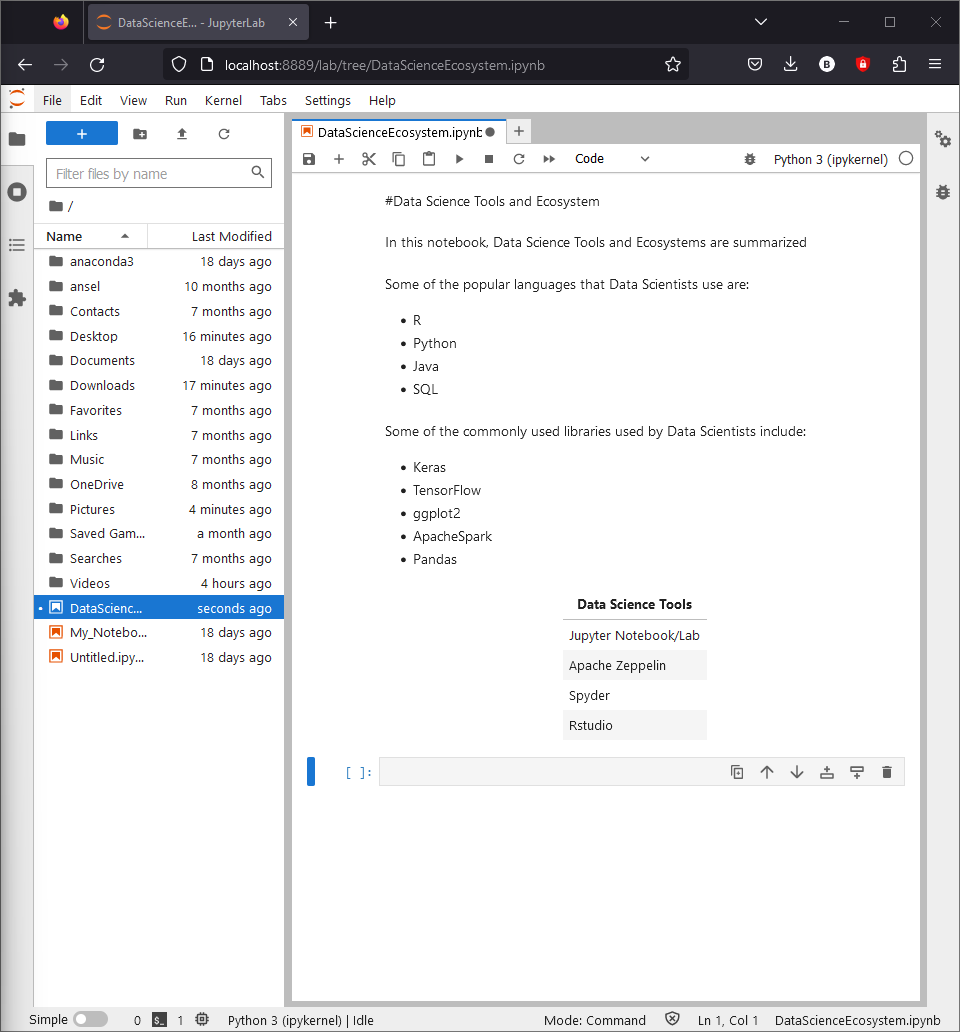 DataScienceE... - JupyterLab
localhost:8889/lab/tree/DataScienceEcosystem.ipynb
B
File Edit View Run Kernel Tabs Settings Help
DataScienceEcosystem.ipynb
Code
Python 3 (ipykernel)
Filter files by name
/
Name Last Modified
anaconda3 18 days ago
ansel 10 months ago
Contacts 7 months ago
Desktop 16 minutes ago
Documents 18 days ago
Downloads 17 minutes ago
Favorites 7 months ago
Links 7 months ago
Music 7 months ago
OneDrive 8 months ago
Pictures 4 minutes ago
Saved Gam... a month ago
Searches 7 months ago
Videos 4 hours ago
DataScienc... seconds ago
My_Notebo... 18 days ago
Untitled.ipy... 18 days ago
#Data Science Tools and Ecosystem
In this notebook, Data Science Tools and Ecosystems are summarized
Some of the popular languages that Data Scientists use are:
• R
• Python
• Java
• SQL
Some of the commonly used libraries used by Data Scientists include:
• Keras
• TensorFlow
• ggplot2
• ApacheSpark
• Pandas
Data Science Tools
Jupyter Notebook/Lab
Apache Zeppelin
Spyder
Rstudio
[ ]:
Simple 0 $_ 1 Python 3 (ipykernel) | Idle Mode: Command Ln 1, Col 1 DataScienceEcosystem.ipynb